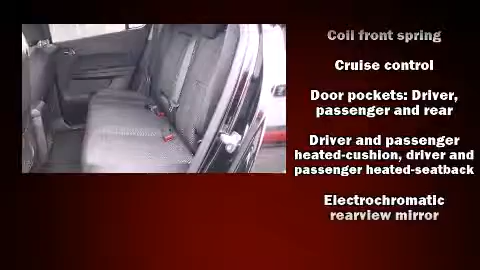 Coil front spring
Cruise control
Door pockets: Driver,
passenger and rear
Driver and passenger
heated-cushion, driver and
passenger heated-seatback
Electrochromatic
rearview mirror